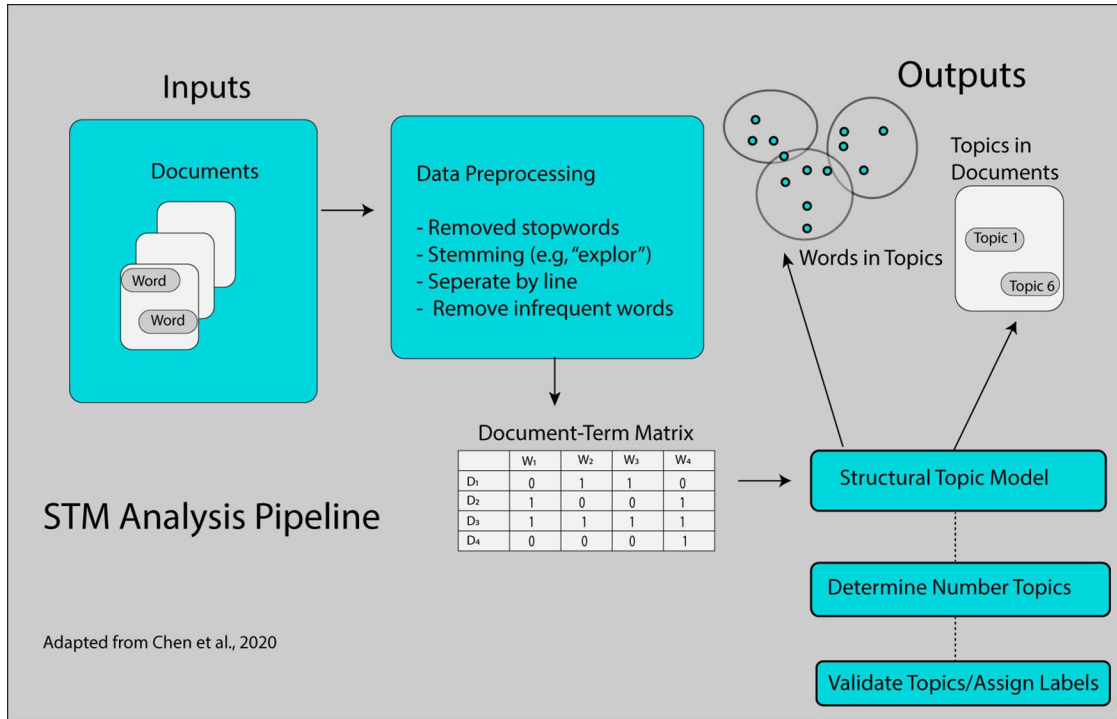 Inputs
Documents
Word
Word
Data Preprocessing
- Removed stopwords
- Stemming (e.g, “explor”)
- Seperate by line
- Remove infrequent words
Document-Term Matrix
W₁ W₂ W₃ W₄
D₁ 0 1 1 0
D₂ 1 0 0 1
D₃ 1 1 1 1
D₄ 0 0 0 1
Outputs
Words in Topics
Topics in
Documents
Topic 1
Topic 6
Structural Topic Model
Determine Number Topics
Validate Topics/Assign Labels
STM Analysis Pipeline
Adapted from Chen et al., 2020